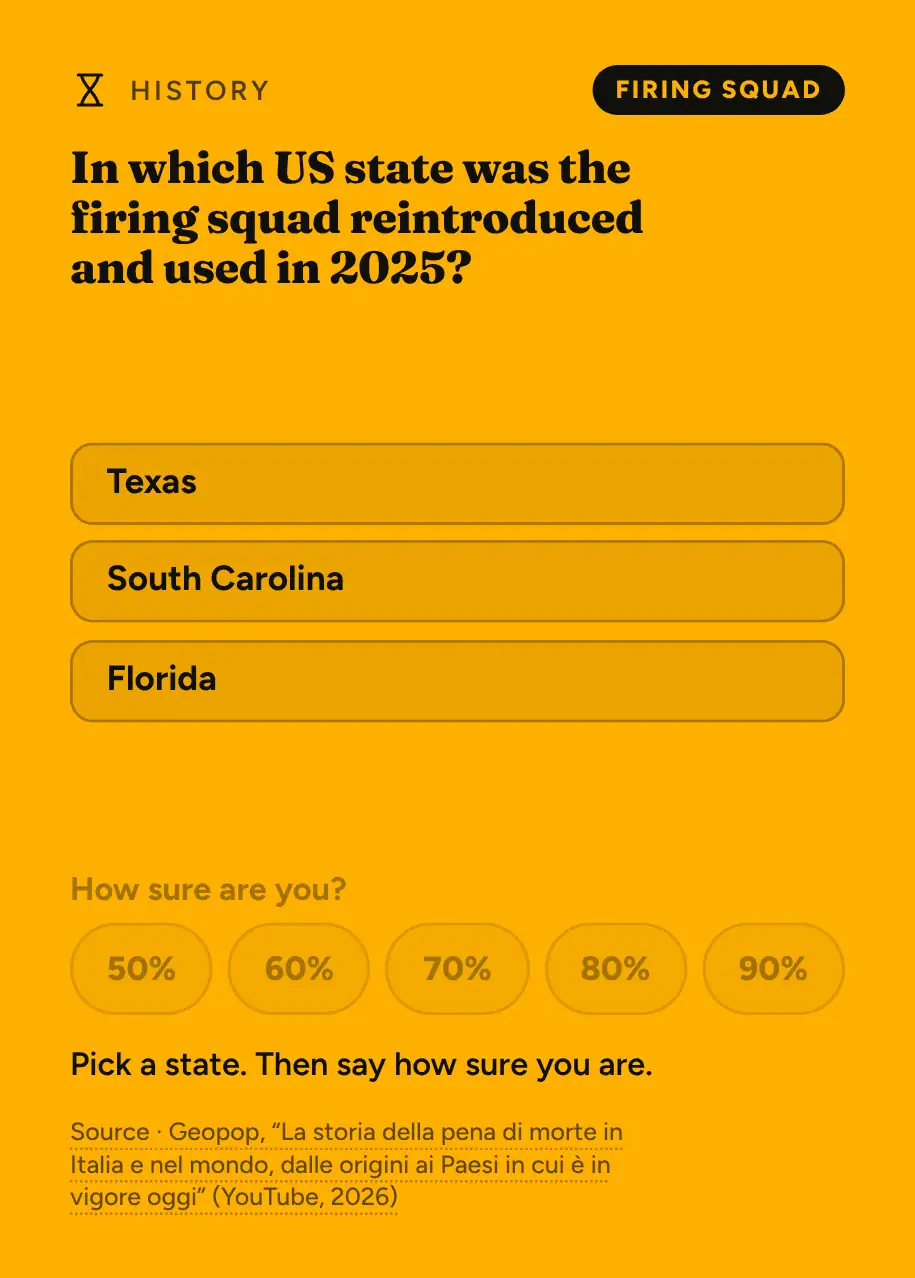 HISTORY
FIRING SQUAD
In which US state was the
firing squad reintroduced
and used in 2025?
Texas
South Carolina
Florida
How sure are you?
50%
60%
70%
80%
90%
Pick a state. Then say how sure you are.
Source · Geopop, “La storia della pena di morte in
Italia e nel mondo, dalle origini ai Paesi in cui è in
vigore oggi” (YouTube, 2026)